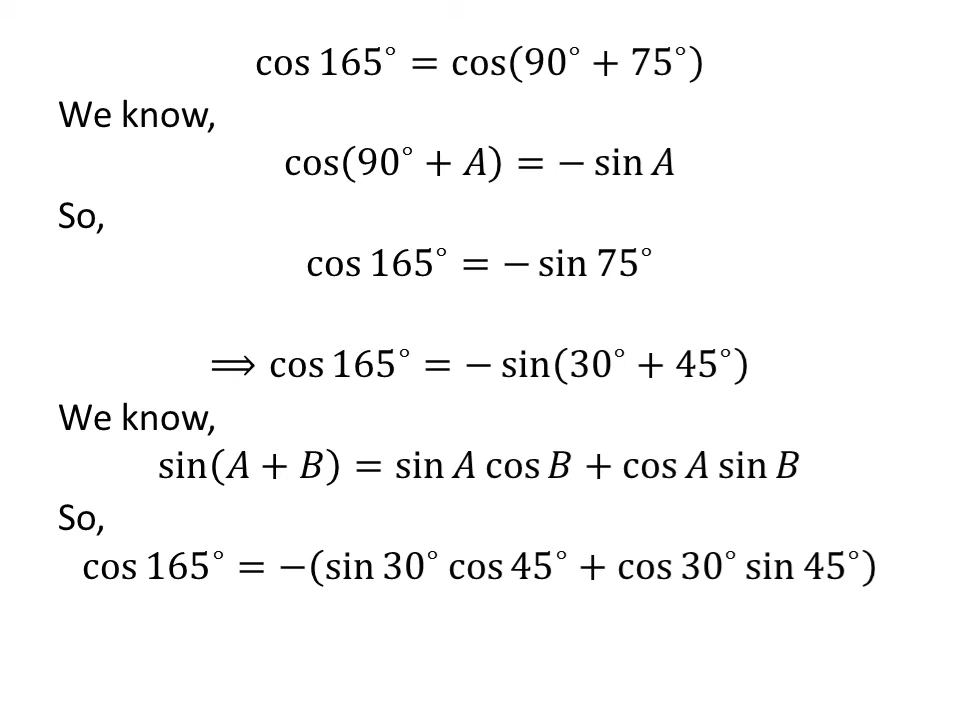 cos 165° = cos(90° + 75°)
We know,
cos(90° + A) = − sin A
So,
cos 165° = − sin 75°
⟹ cos 165° = − sin(30° + 45°)
We know,
sin(A + B) = sin A cos B + cos A sin B
So,
cos 165° = −(sin 30° cos 45° + cos 30° sin 45°)